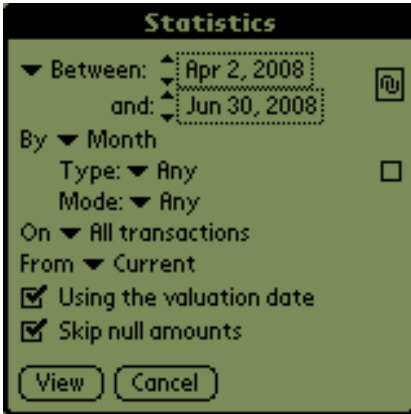 Statistics
Between: Apr 2, 2008
and: Jun 30, 2008
By Month
Type: Any
Mode: Any
On All transactions
From Current
Using the valuation date
Skip null amounts
View Cancel